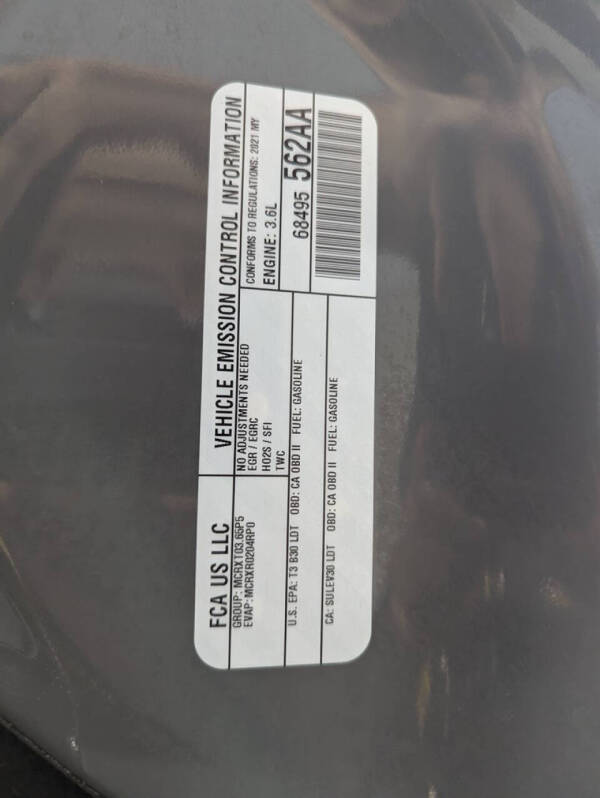 FCA US LLC
GROUP: MCRXT03.65P5
EVAP: MCRXR0204RP0
VEHICLE EMISSION CONTROL INFORMATION
NO ADJUSTMENTS NEEDED
EGR / EGRC
HO2S / SFI
TWC
CONFORMS TO REGULATIONS: 2021 MY
ENGINE: 3.6L
68495 562AA
U.S. EPA: T3 B30 LDT OBD: CA OBD II FUEL: GASOLINE
CA: SULEV30 LDT OBD: CA OBD II FUEL: GASOLINE